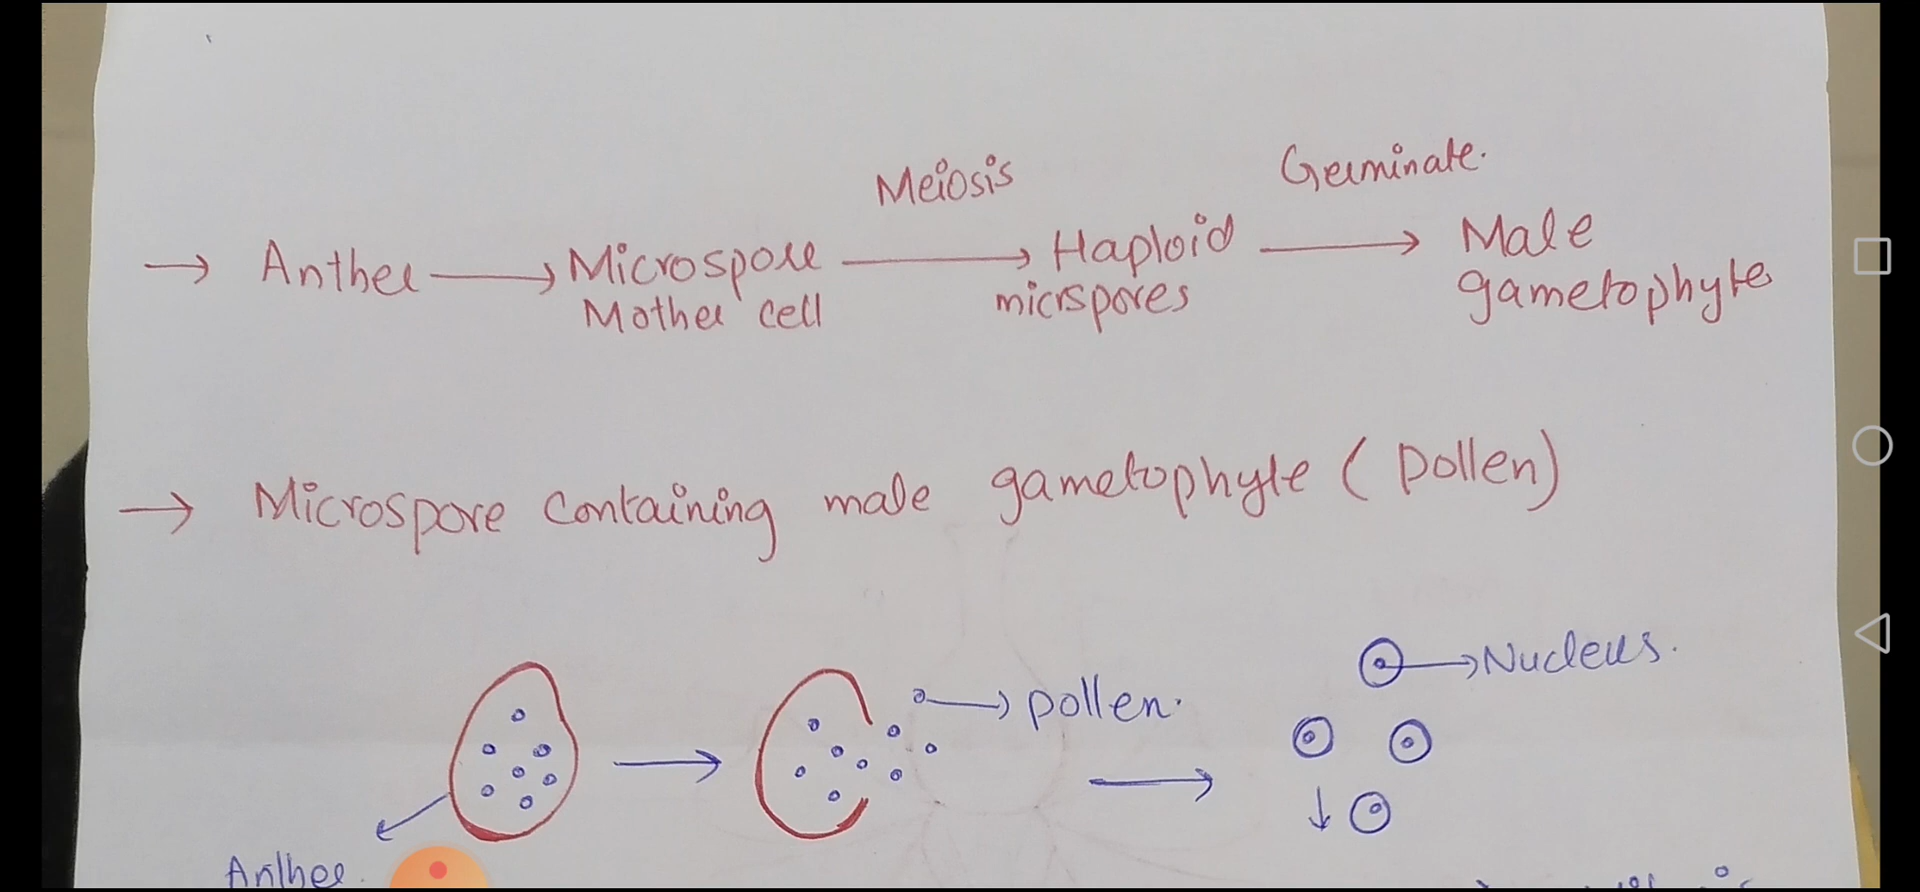 Meiosis
Germinate.
→ Anther → Microspore → Haploid → Male
Mother cell
micrspores
gametophyte
→ Microspore containing male gametophyte (pollen)
→ Nucleus.
→ pollen.
Anther.